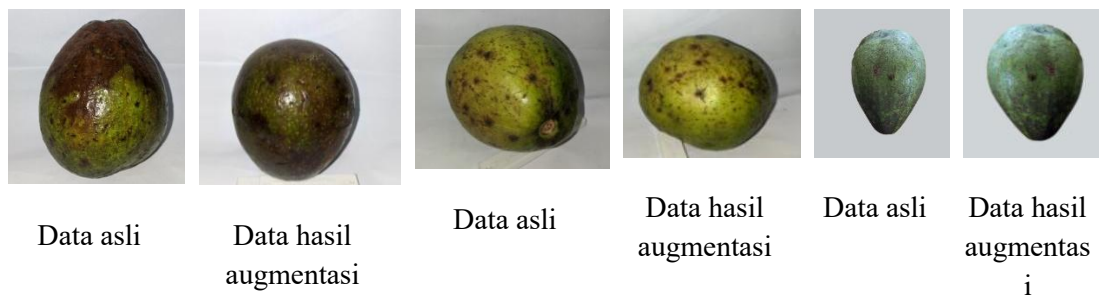 Data asli
Data hasil
augmentasi
Data asli
Data hasil
augmentasi
Data asli
Data hasil
augmentas
i